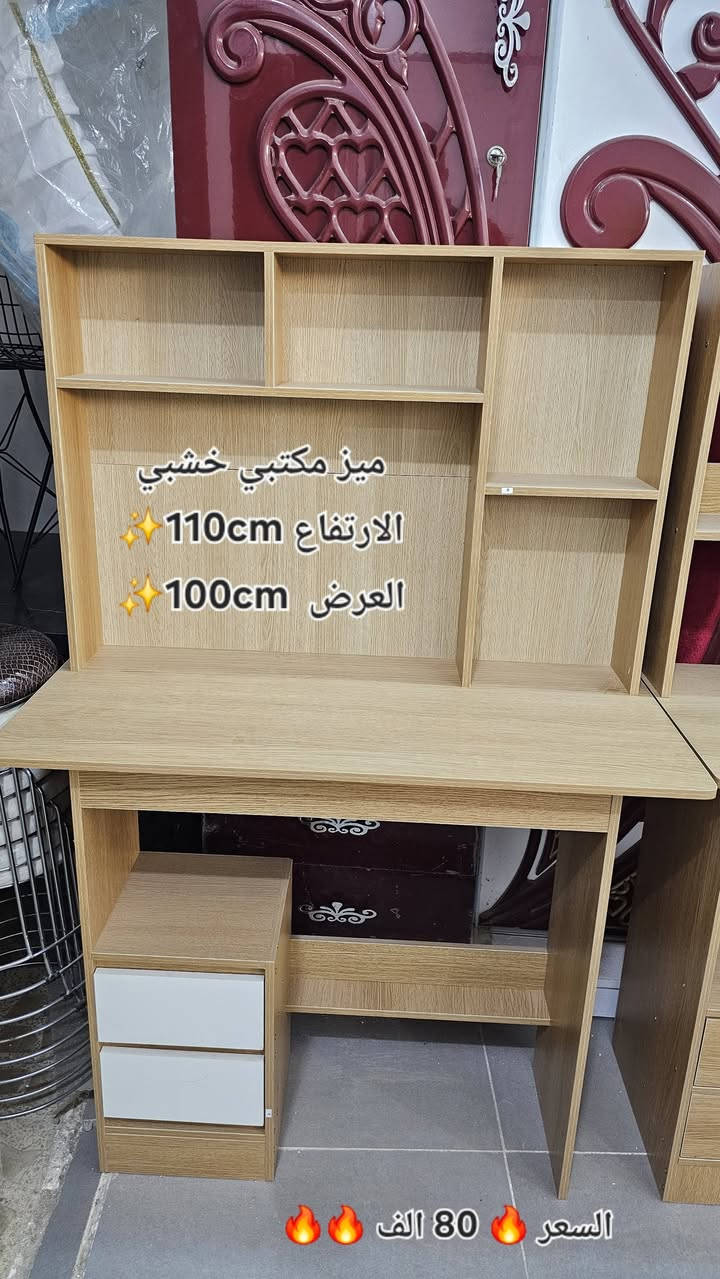 ميز مكتبي خشبي
الارتفاع 110cm✨
العرض 100cm✨
السعر 🔥 80 الف 🔥🔥